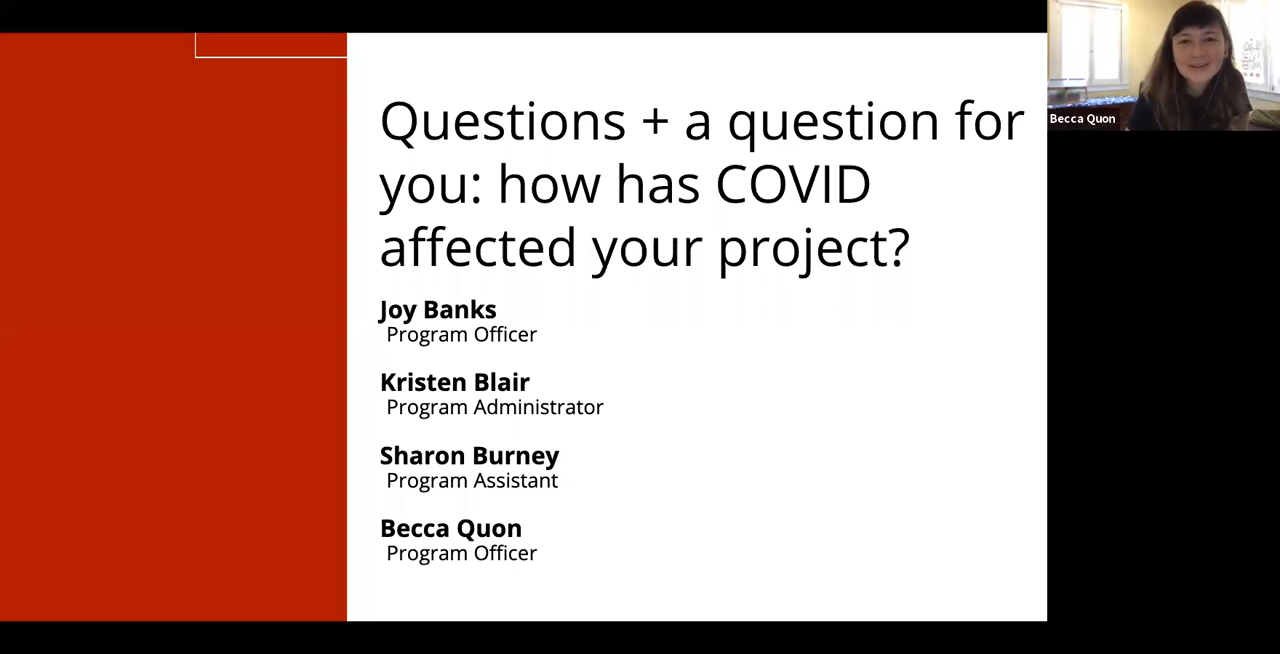 Questions + a question for
you: how has COVID
affected your project?
Joy Banks
Program Officer
Kristen Blair
Program Administrator
Sharon Burney
Program Assistant
Becca Quon
Program Officer
Becca Quon